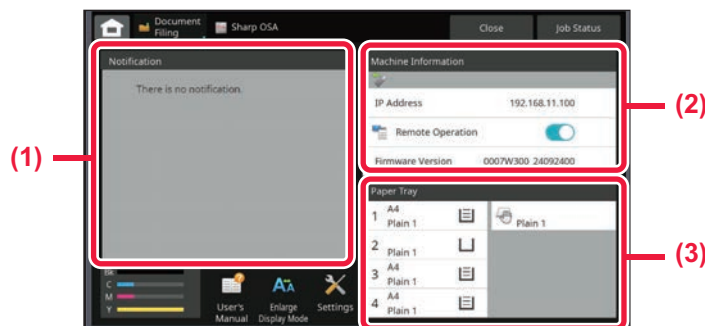 Document
Filing
Sharp OSA
Close
Job Status
Notification
There is no notification.
(1)
Machine Information
IP Address 192.168.11.100
Remote Operation
Firmware Version 0007W300 24092400
(2)
Paper Tray
1 A4
Plain 1
2
Plain 1
3 A4
Plain 1
4 A4
Plain 1
Plain 1
(3)
Bk
C
M
Y
User's
Manual
Enlarge
Display Mode
Settings